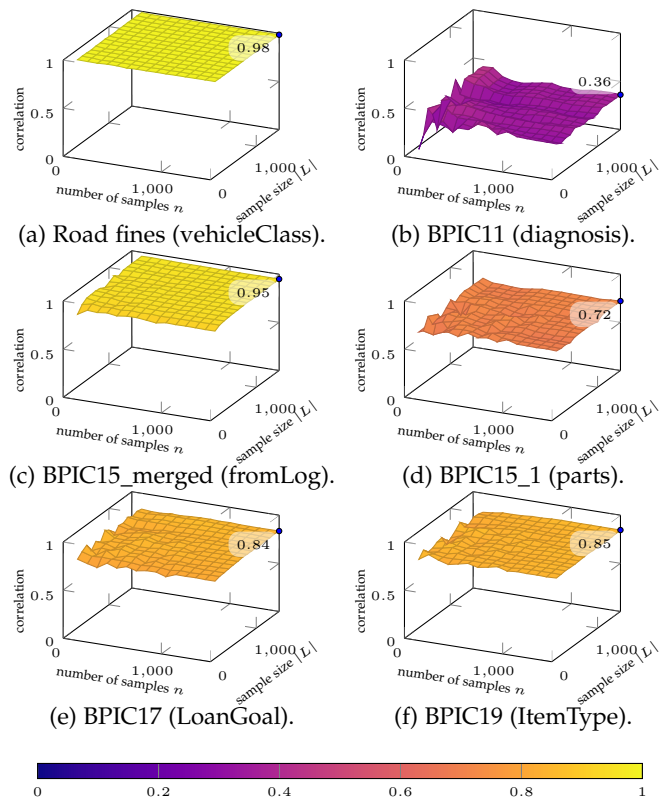 0.98
1
0.5
0
correlation
0
1,000
number of samples n
0
1,000
sample size |L|
(a) Road fines (vehicleClass).
0.36
1
0.5
0
correlation
0
1,000
number of samples n
0
1,000
sample size |L|
(b) BPIC11 (diagnosis).
0.95
1
0.5
0
correlation
0
1,000
number of samples n
0
1,000
sample size |L|
(c) BPIC15_merged (fromLog).
0.72
1
0.5
0
correlation
0
1,000
number of samples n
0
1,000
sample size |L|
(d) BPIC15_1 (parts).
0.84
1
0.5
0
correlation
0
1,000
number of samples n
0
1,000
sample size |L|
(e) BPIC17 (LoanGoal).
0.85
1
0.5
0
correlation
0
1,000
number of samples n
0
1,000
sample size |L|
(f) BPIC19 (ItemType).
0 0.2 0.4 0.6 0.8 1